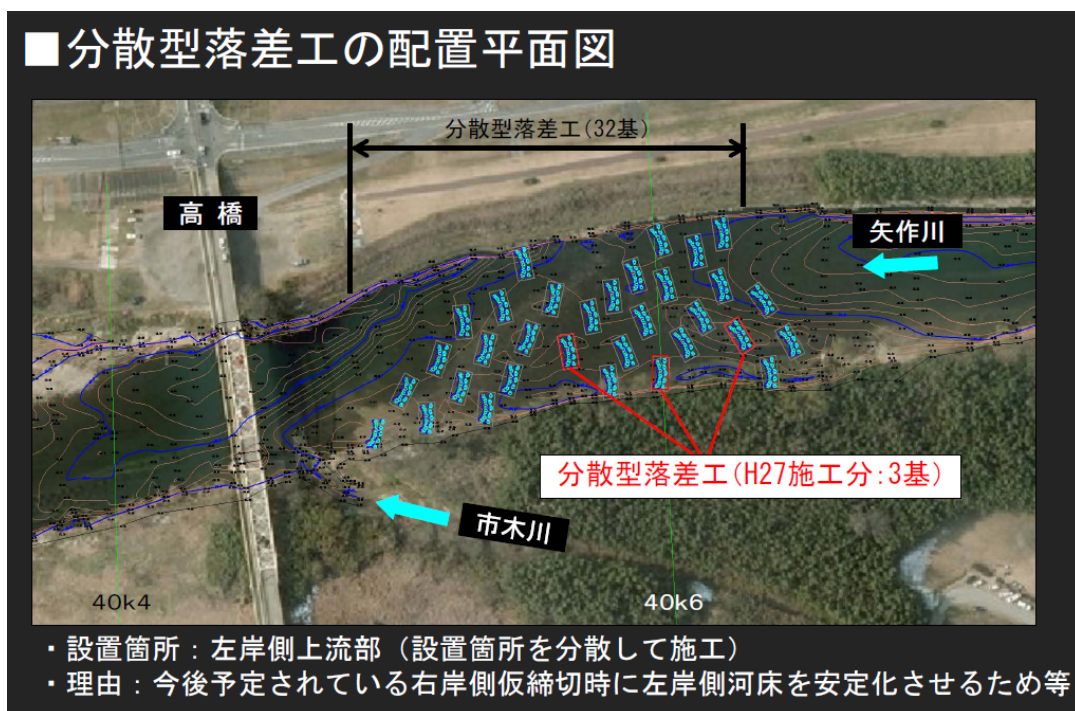 ■分散型落差工の配置平面図
分散型落差工(32基)
高橋
矢作川
分散型落差工(H27施工分:3基)
市木川
40k4
40k6
・設置箇所：左岸側上流部（設置箇所を分散して施工）
・理由：今後予定されている右岸側仮締切時に左岸側河床を安定化させるため等